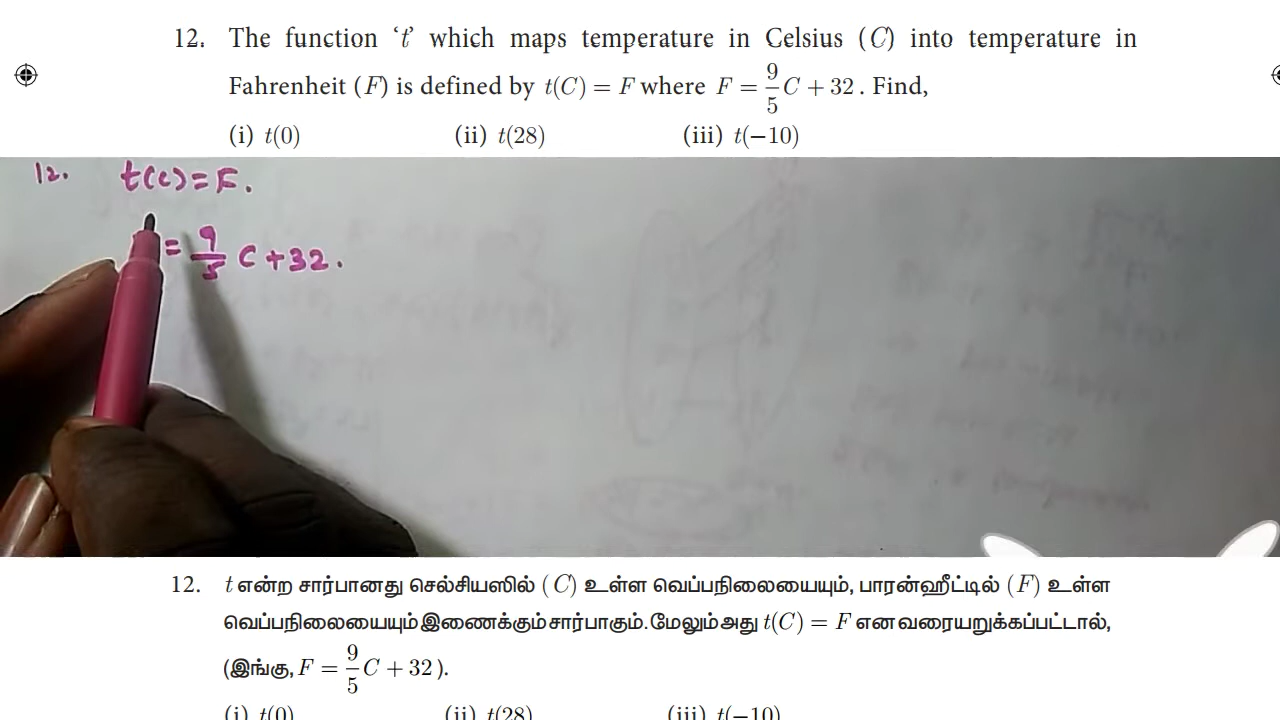 12. The function ‘t’ which maps temperature in Celsius (C) into temperature in
Fahrenheit (F) is defined by t(C) = F where F = 9/5 C + 32. Find,
(i) t(0) (ii) t(28) (iii) t(−10)
12. t(C) = F.
= 9/5 C + 32.
12. t என்ற சார்பானது செல்சியஸில் (C) உள்ள வெப்பநிலையையும், பாரன்ஹீட்டில் (F) உள்ள
வெப்பநிலையையும் இணைக்கும் சார்பாகும். மேலும் அது t(C) = F என வரையறுக்கப்பட்டால்,
(இங்கு, F = 9/5 C + 32).
(i) t(0) (ii) t(28) (iii) t(−10)